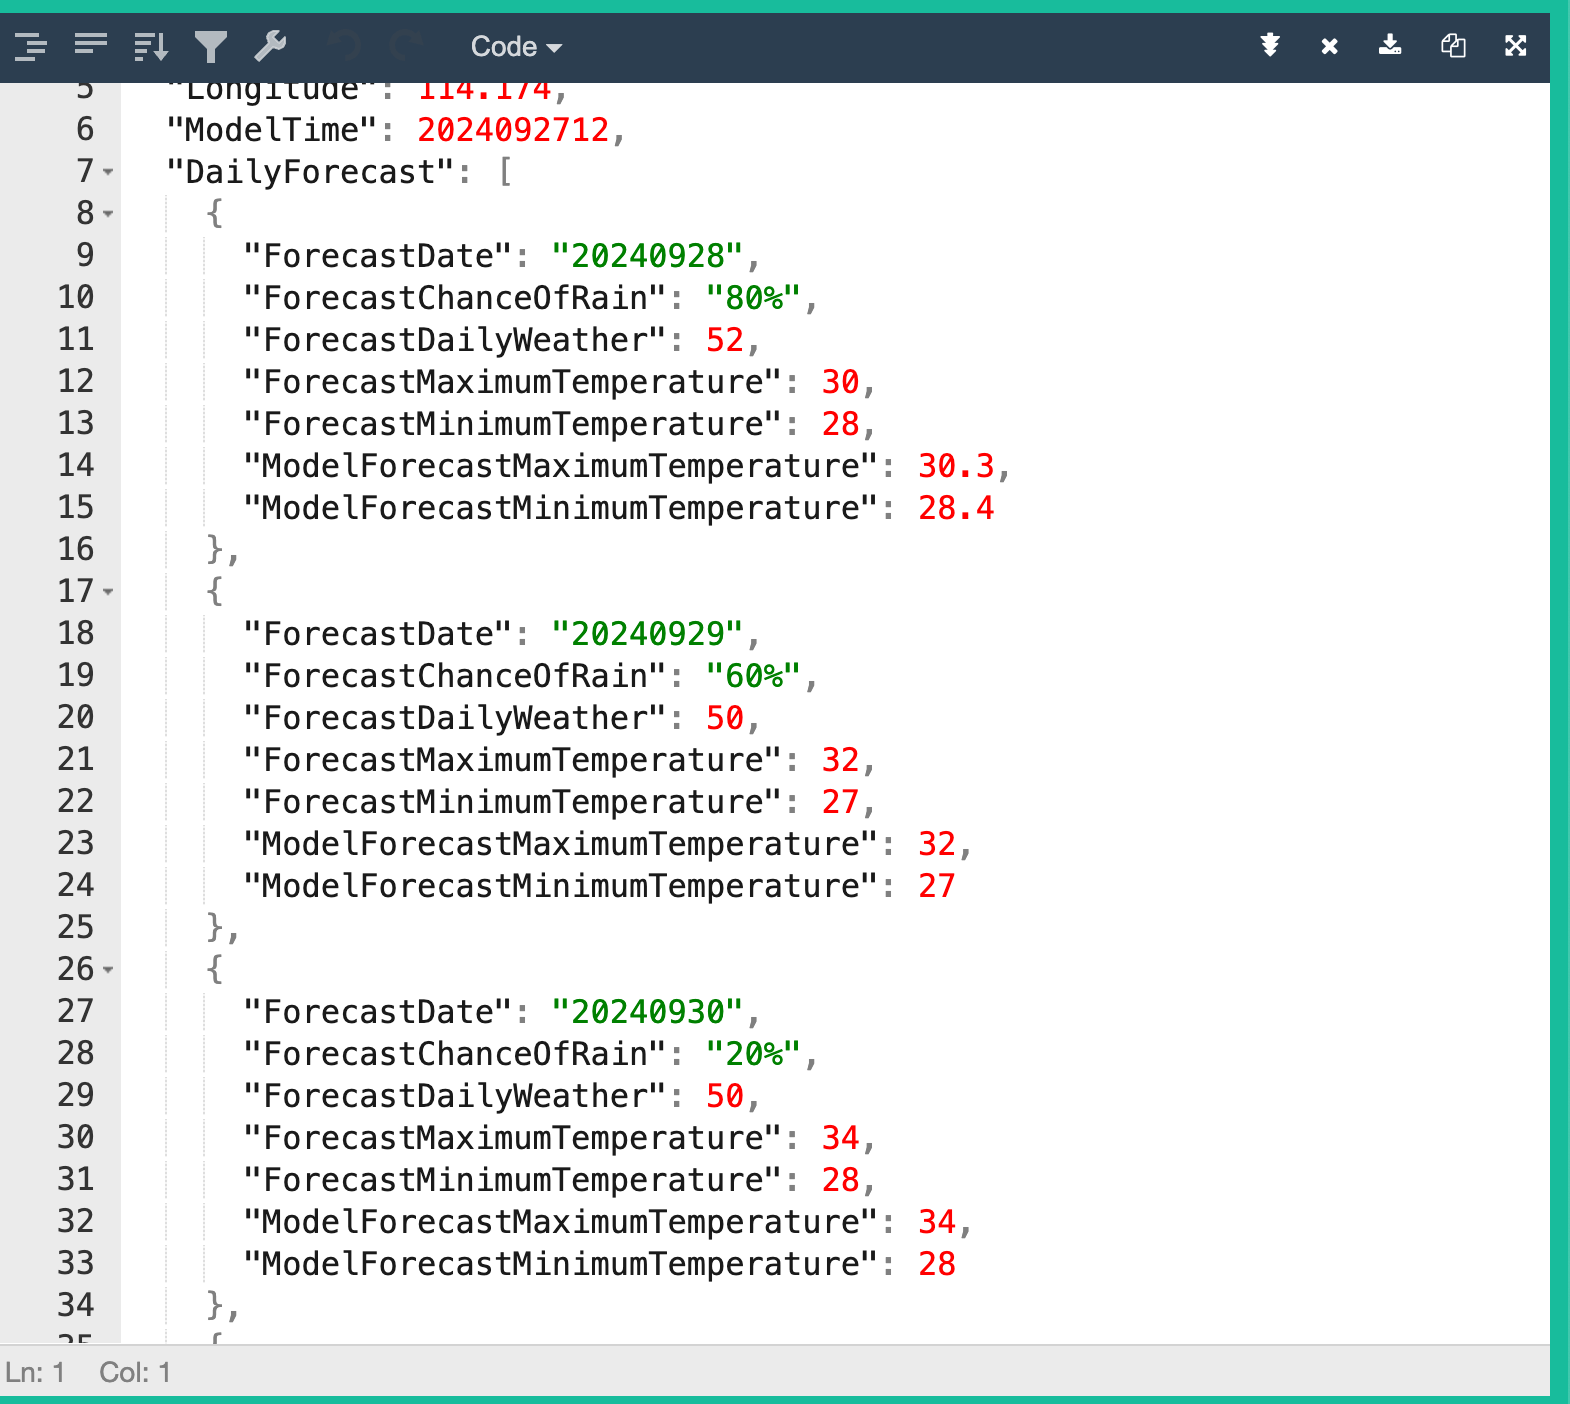 Code
5 "Longitude": 114.174,
6 "ModelTime": 2024092712,
7 "DailyForecast": [
8 {
9 "ForecastDate": "20240928",
10 "ForecastChanceOfRain": "80%",
11 "ForecastDailyWeather": 52,
12 "ForecastMaximumTemperature": 30,
13 "ForecastMinimumTemperature": 28,
14 "ModelForecastMaximumTemperature": 30.3,
15 "ModelForecastMinimumTemperature": 28.4
16 },
17 {
18 "ForecastDate": "20240929",
19 "ForecastChanceOfRain": "60%",
20 "ForecastDailyWeather": 50,
21 "ForecastMaximumTemperature": 32,
22 "ForecastMinimumTemperature": 27,
23 "ModelForecastMaximumTemperature": 32,
24 "ModelForecastMinimumTemperature": 27
25 },
26 {
27 "ForecastDate": "20240930",
28 "ForecastChanceOfRain": "20%",
29 "ForecastDailyWeather": 50,
30 "ForecastMaximumTemperature": 34,
31 "ForecastMinimumTemperature": 28,
32 "ModelForecastMaximumTemperature": 34,
33 "ModelForecastMinimumTemperature": 28
34 },
35 {
Ln: 1 Col: 1